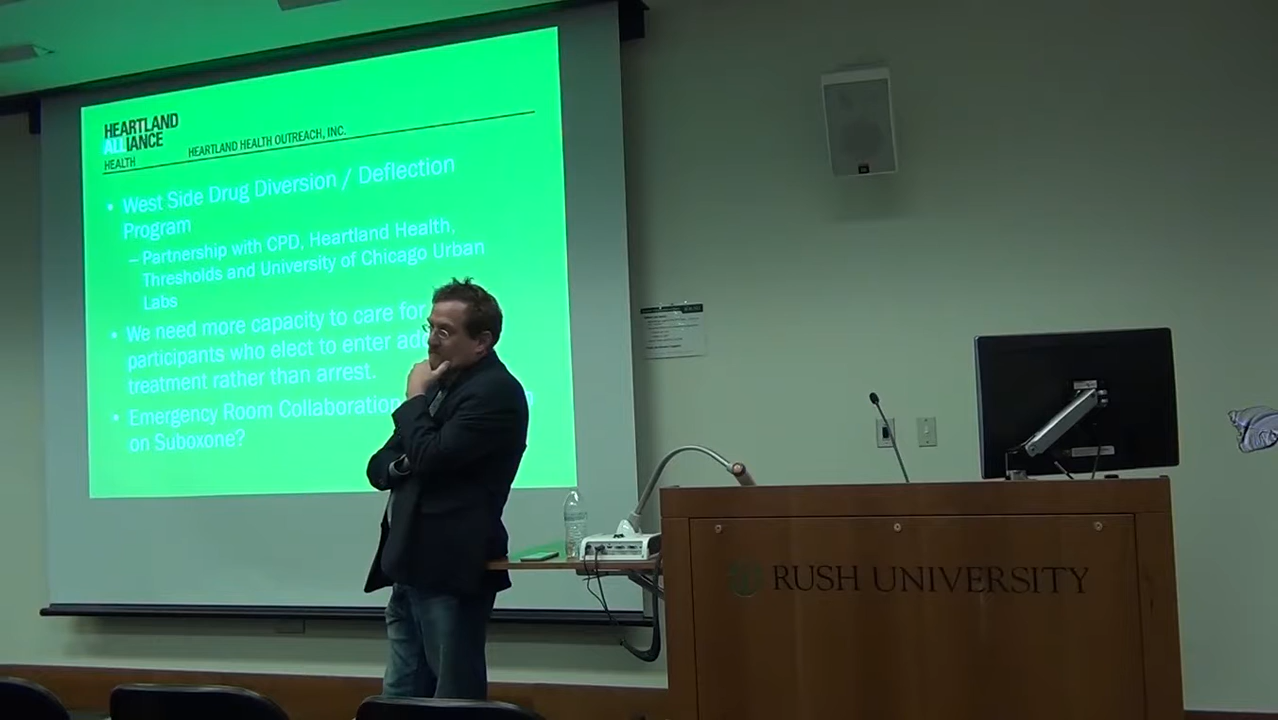 HEARTLAND
ALLIANCE
HEALTH
HEARTLAND HEALTH OUTREACH, INC.
• West Side Drug Diversion / Deflection
Program
– Partnership with CPD, Heartland Health,
Thresholds and University of Chicago Urban
Labs
• We need more capacity to care for
participants who elect to enter
treatment rather than arrest.
• Emergency Room Collaboration
on Suboxone?
RUSH UNIVERSITY